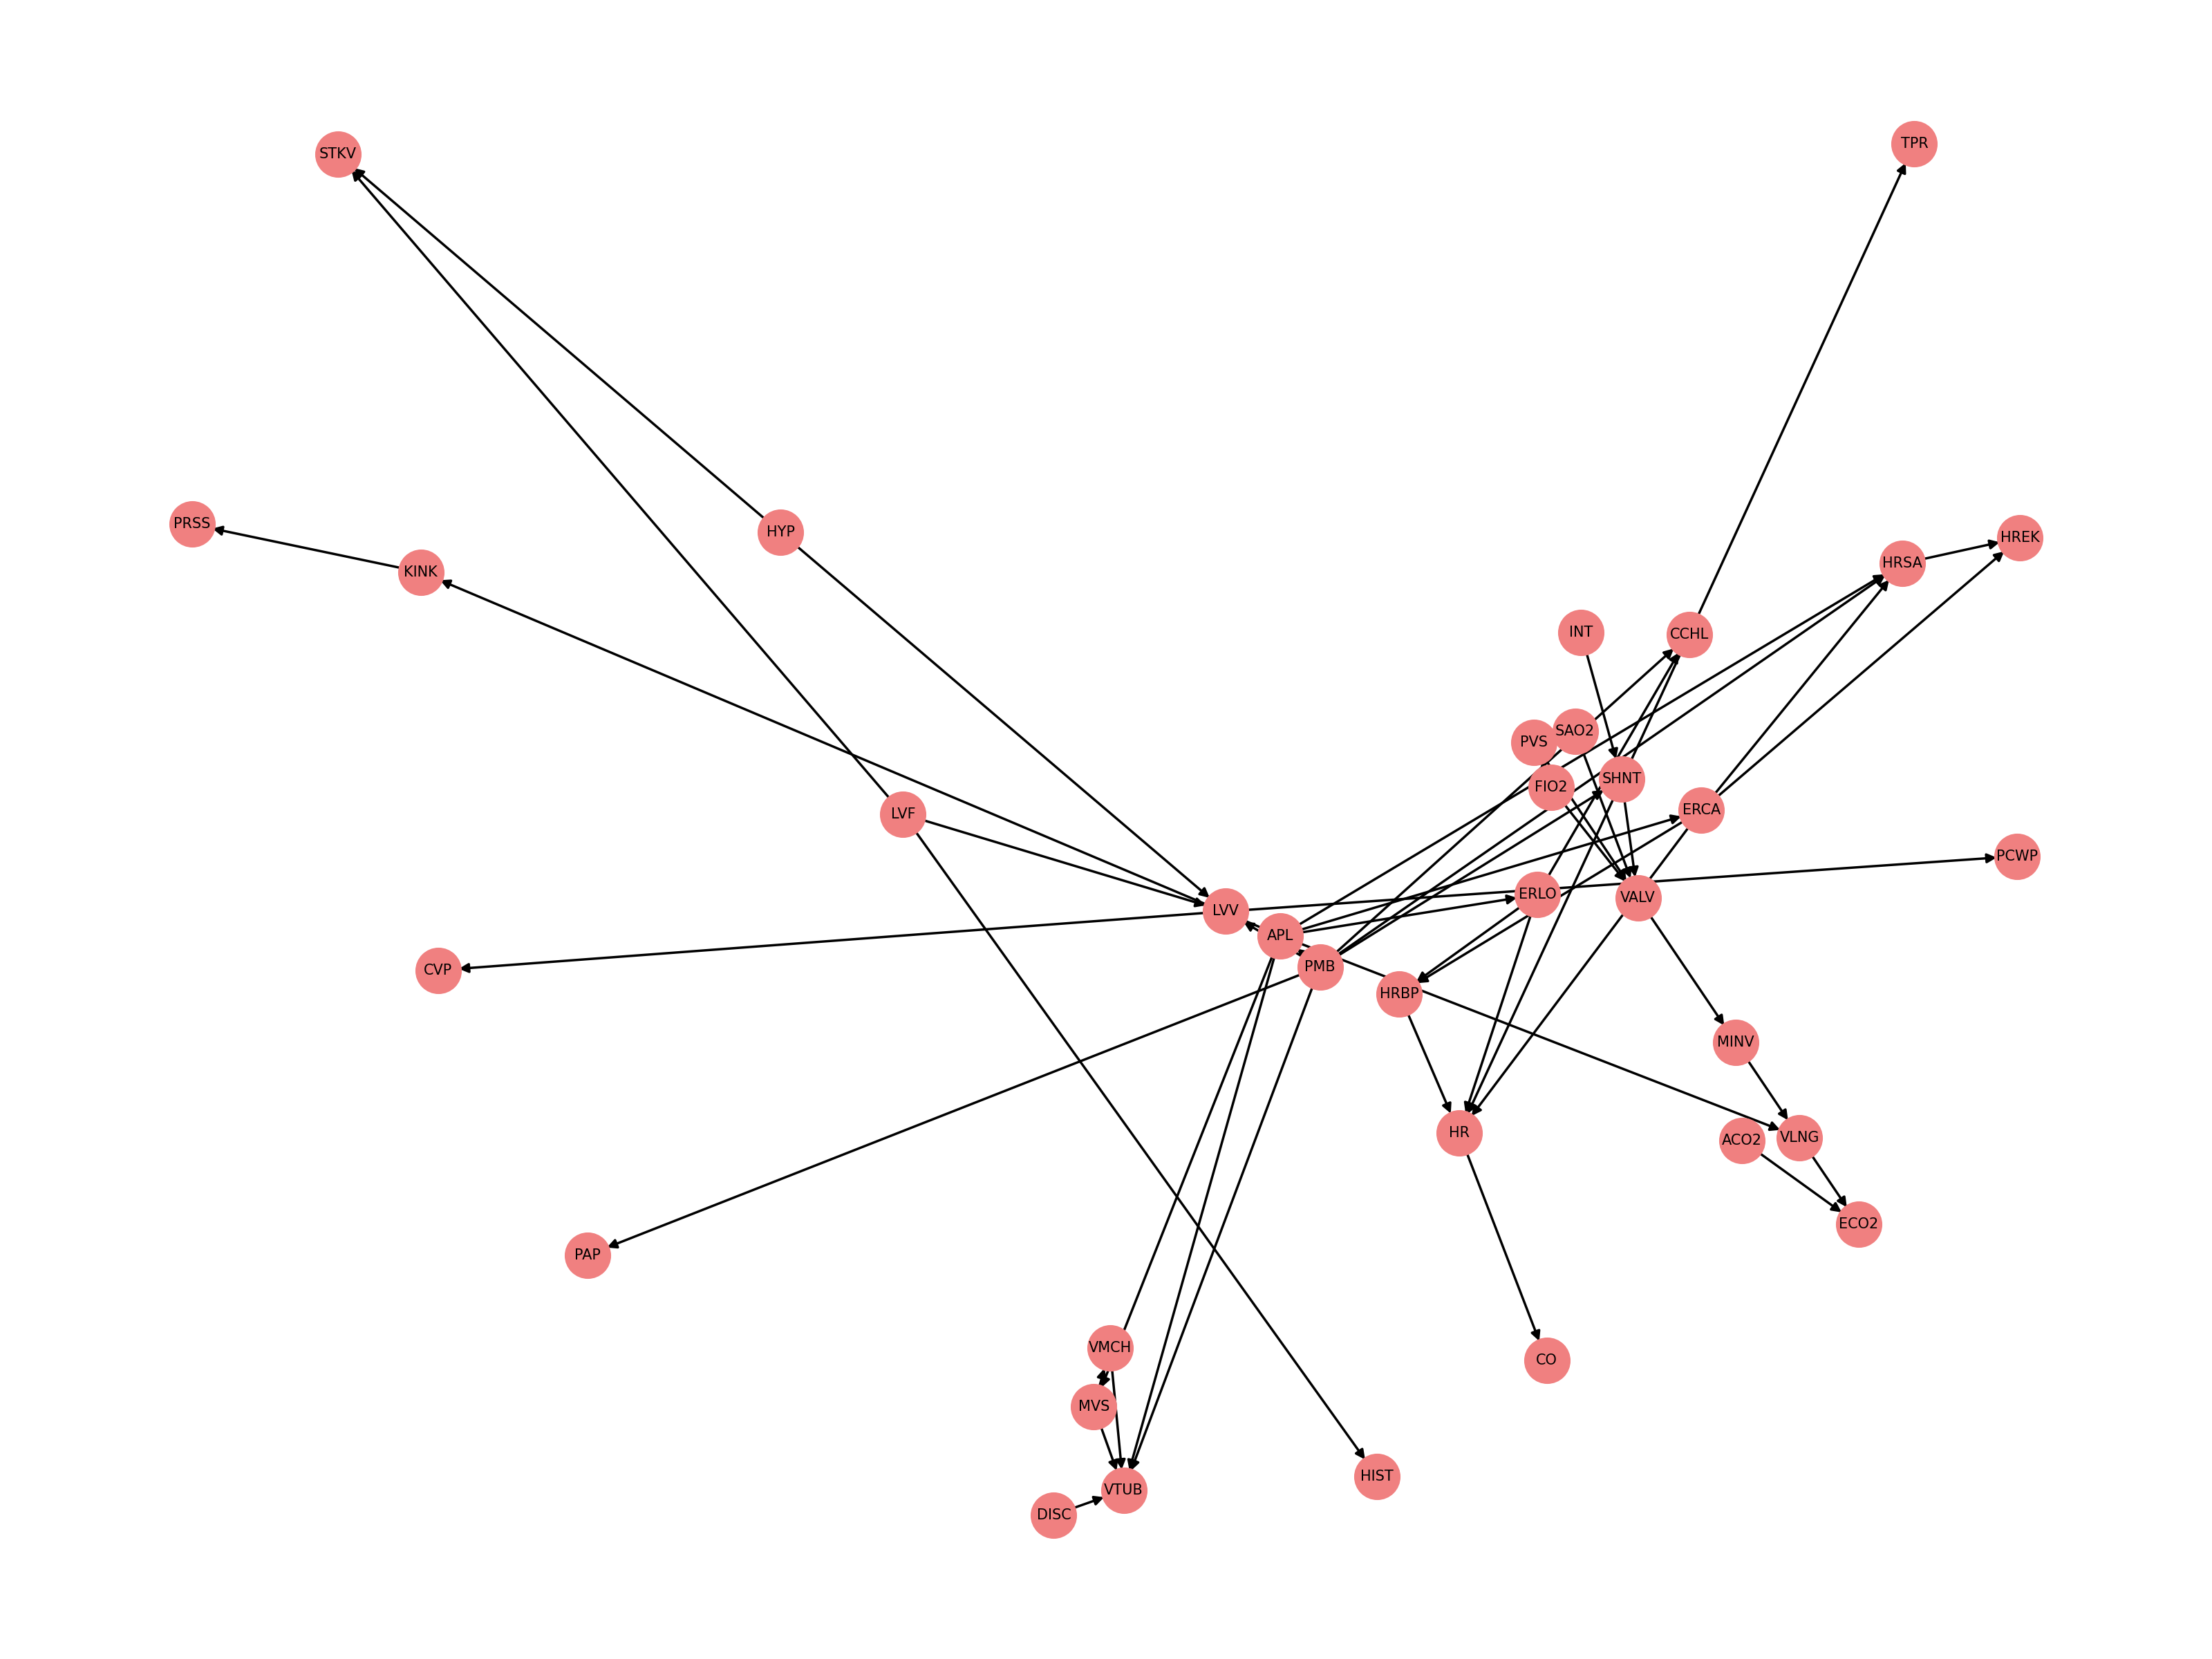 TPR
STKV
PRSS
HYP
HREK
HRSA
KINK
INT
CCHL
SAO2
PVS
SHNT
FIO2
ERCA
LVF
PCWP
ERLO
VALV
LVV
APL
PMB
CVP
HRBP
MINV
HR
ACO2
VLNG
ECO2
PAP
VMCH
CO
MVS
HIST
VTUB
DISC